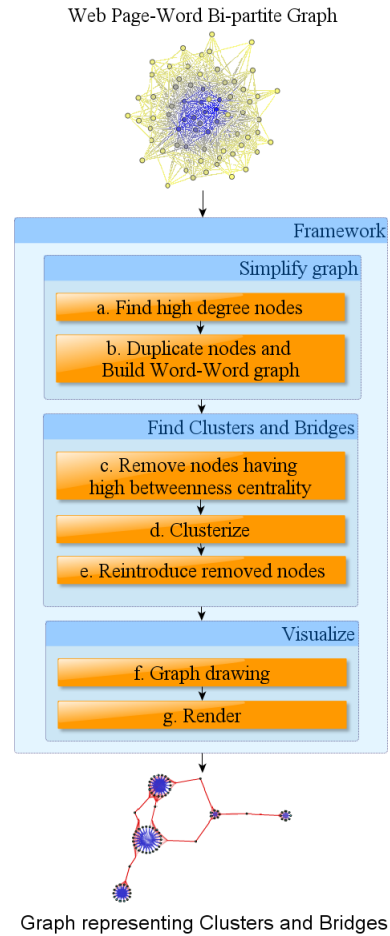 Web Page-Word Bi-partite Graph
Framework
Simplify graph
a. Find high degree nodes
b. Duplicate nodes and
Build Word-Word graph
Find Clusters and Bridges
c. Remove nodes having
high betweenness centrality
d. Clusterize
e. Reintroduce removed nodes
Visualize
f. Graph drawing
g. Render
Graph representing Clusters and Bridges